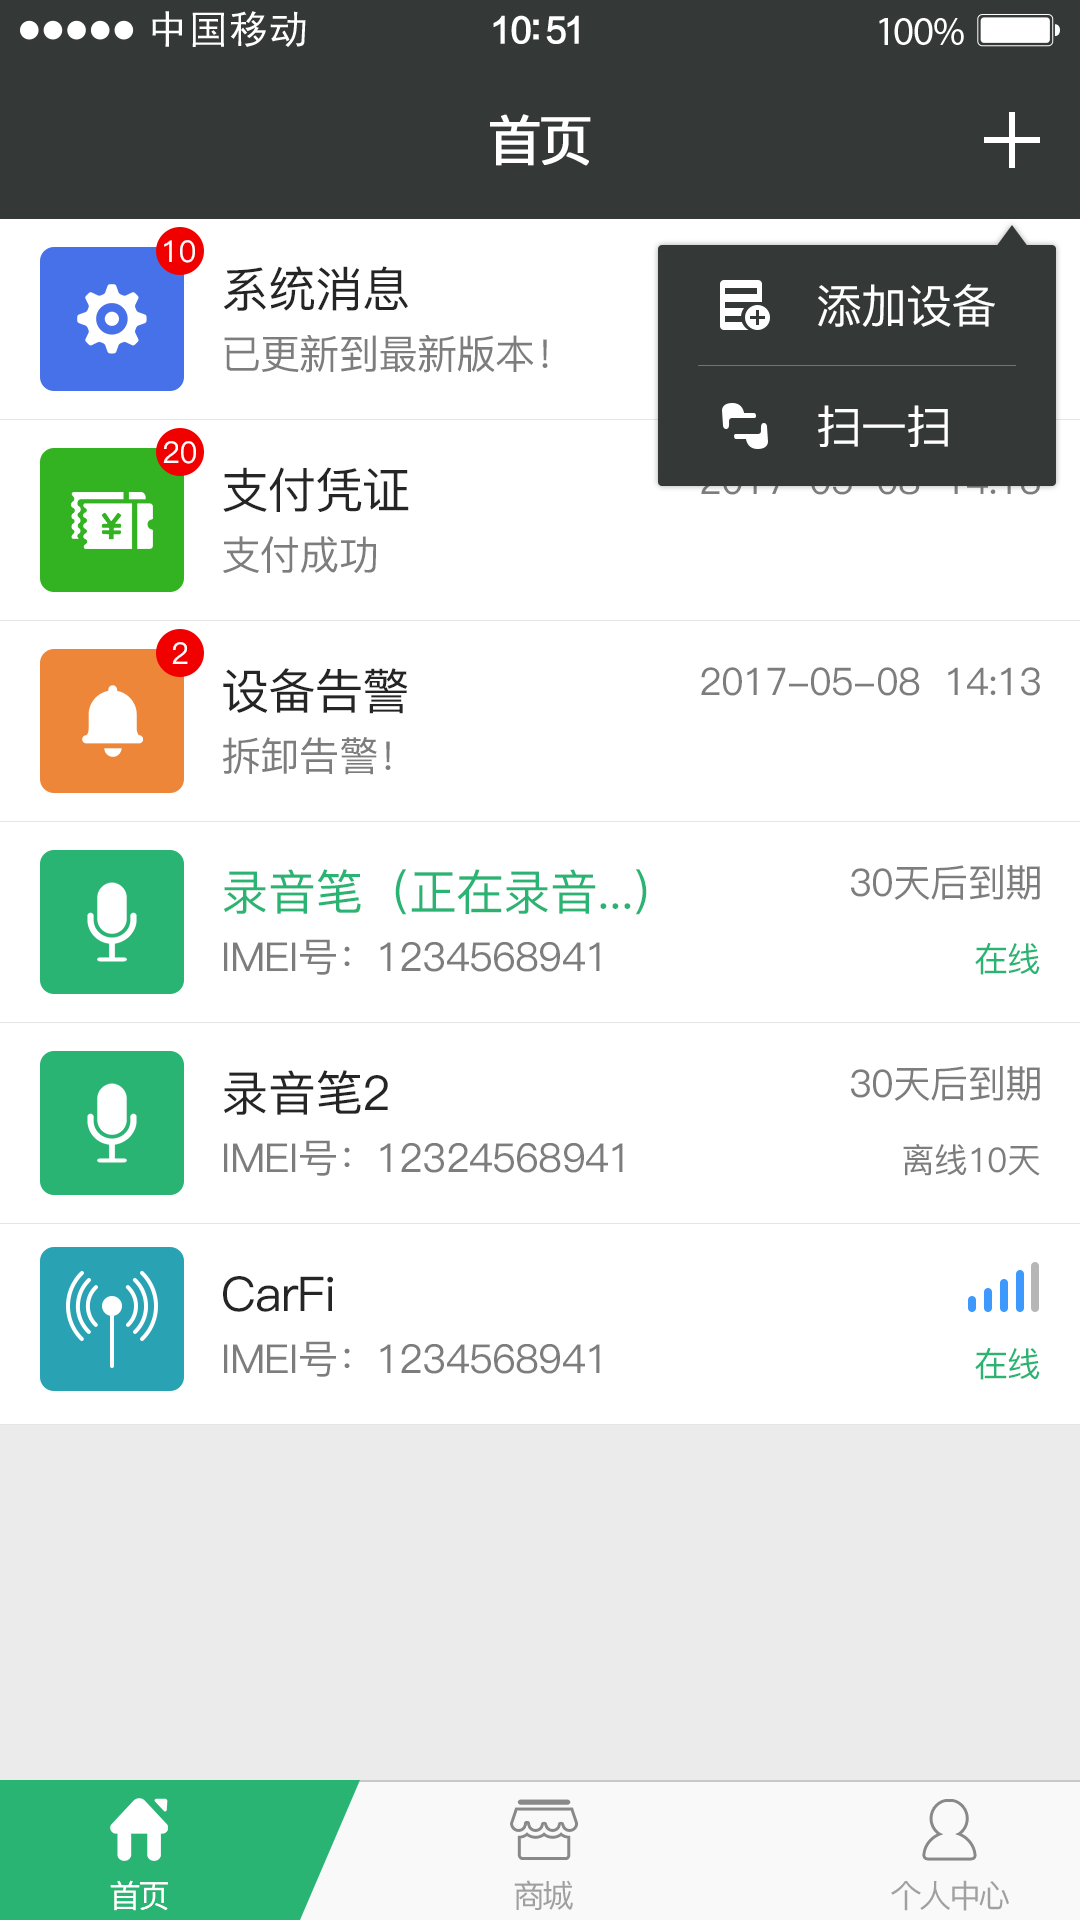 中国移动 10:51 100%
首页
10
系统消息
已更新到最新版本!
添加设备
扫一扫
20
支付凭证
支付成功
2
设备告警 2017-05-08 14:13
拆卸告警!
录音笔（正在录音...） 30天后到期
IMEI号：1234568941 在线
录音笔2 30天后到期
IMEI号：12324568941 离线10天
CarFi
IMEI号：1234568941 在线
首页 商城 个人中心